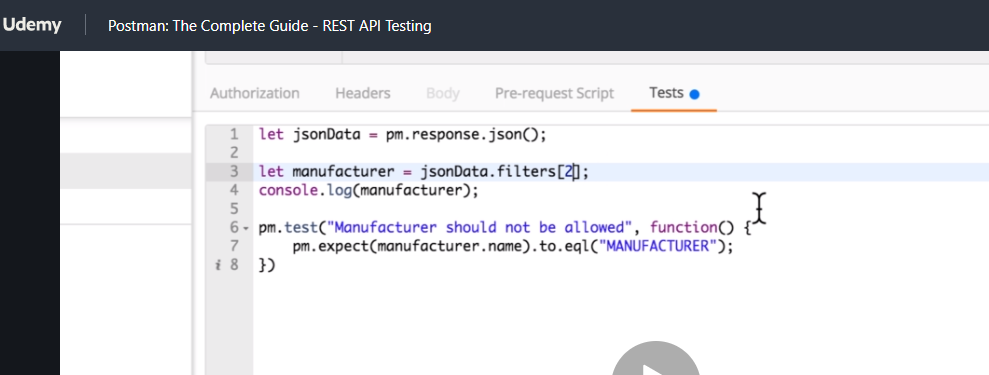 Udemy Postman: The Complete Guide - REST API Testing
Authorization Headers Body Pre-request Script Tests
1 let jsonData = pm.response.json();
2
3 let manufacturer = jsonData.filters[2];
4 console.log(manufacturer);
5
6 pm.test("Manufacturer should not be allowed", function() {
7 pm.expect(manufacturer.name).to.eql("MANUFACTURER");
i 8 })